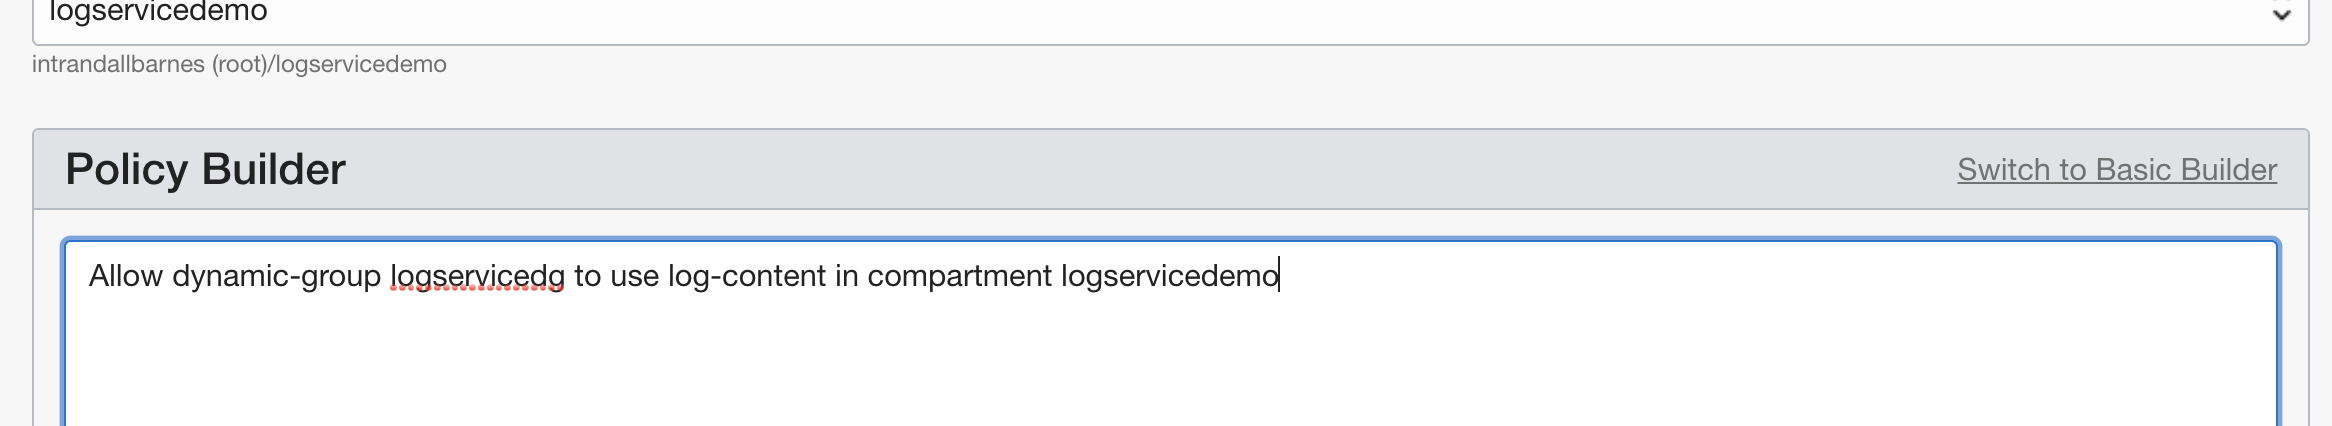 logservicedemo
intrandallbarnes (root)/logservicedemo
Policy Builder
Switch to Basic Builder
Allow dynamic-group logservicedg to use log-content in compartment logservicedemo